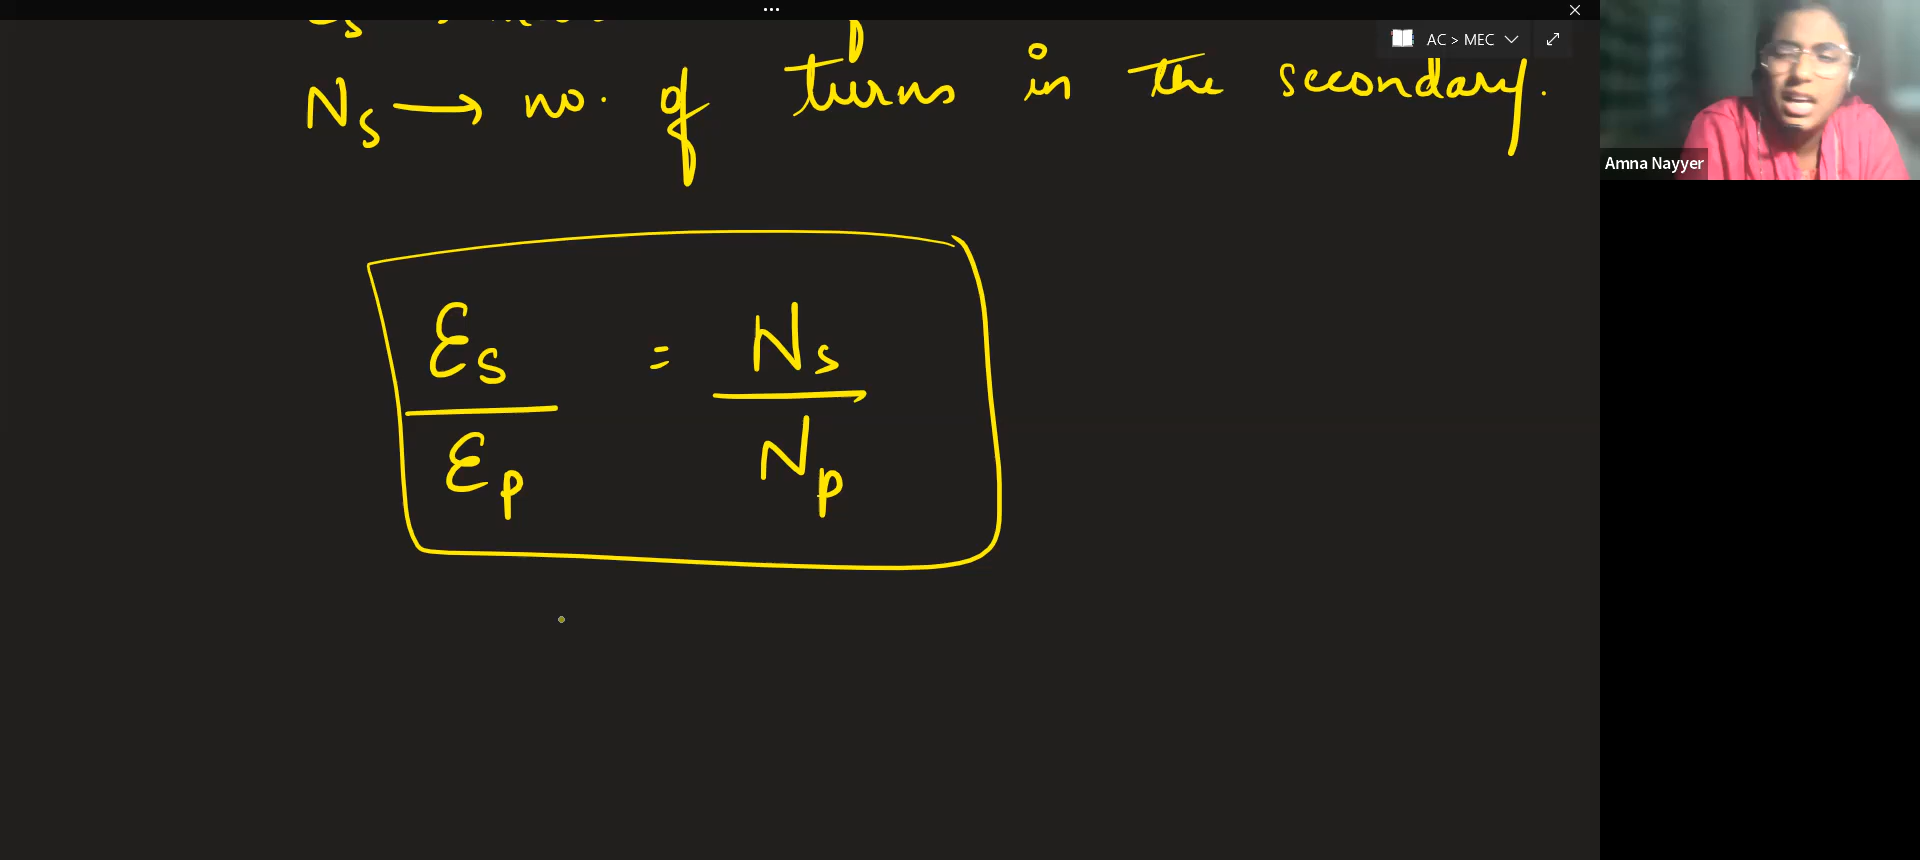 AC > MEC
Ns → no. of turns in the secondary.
Amna Nayyer
Es = Ns
Ep Np